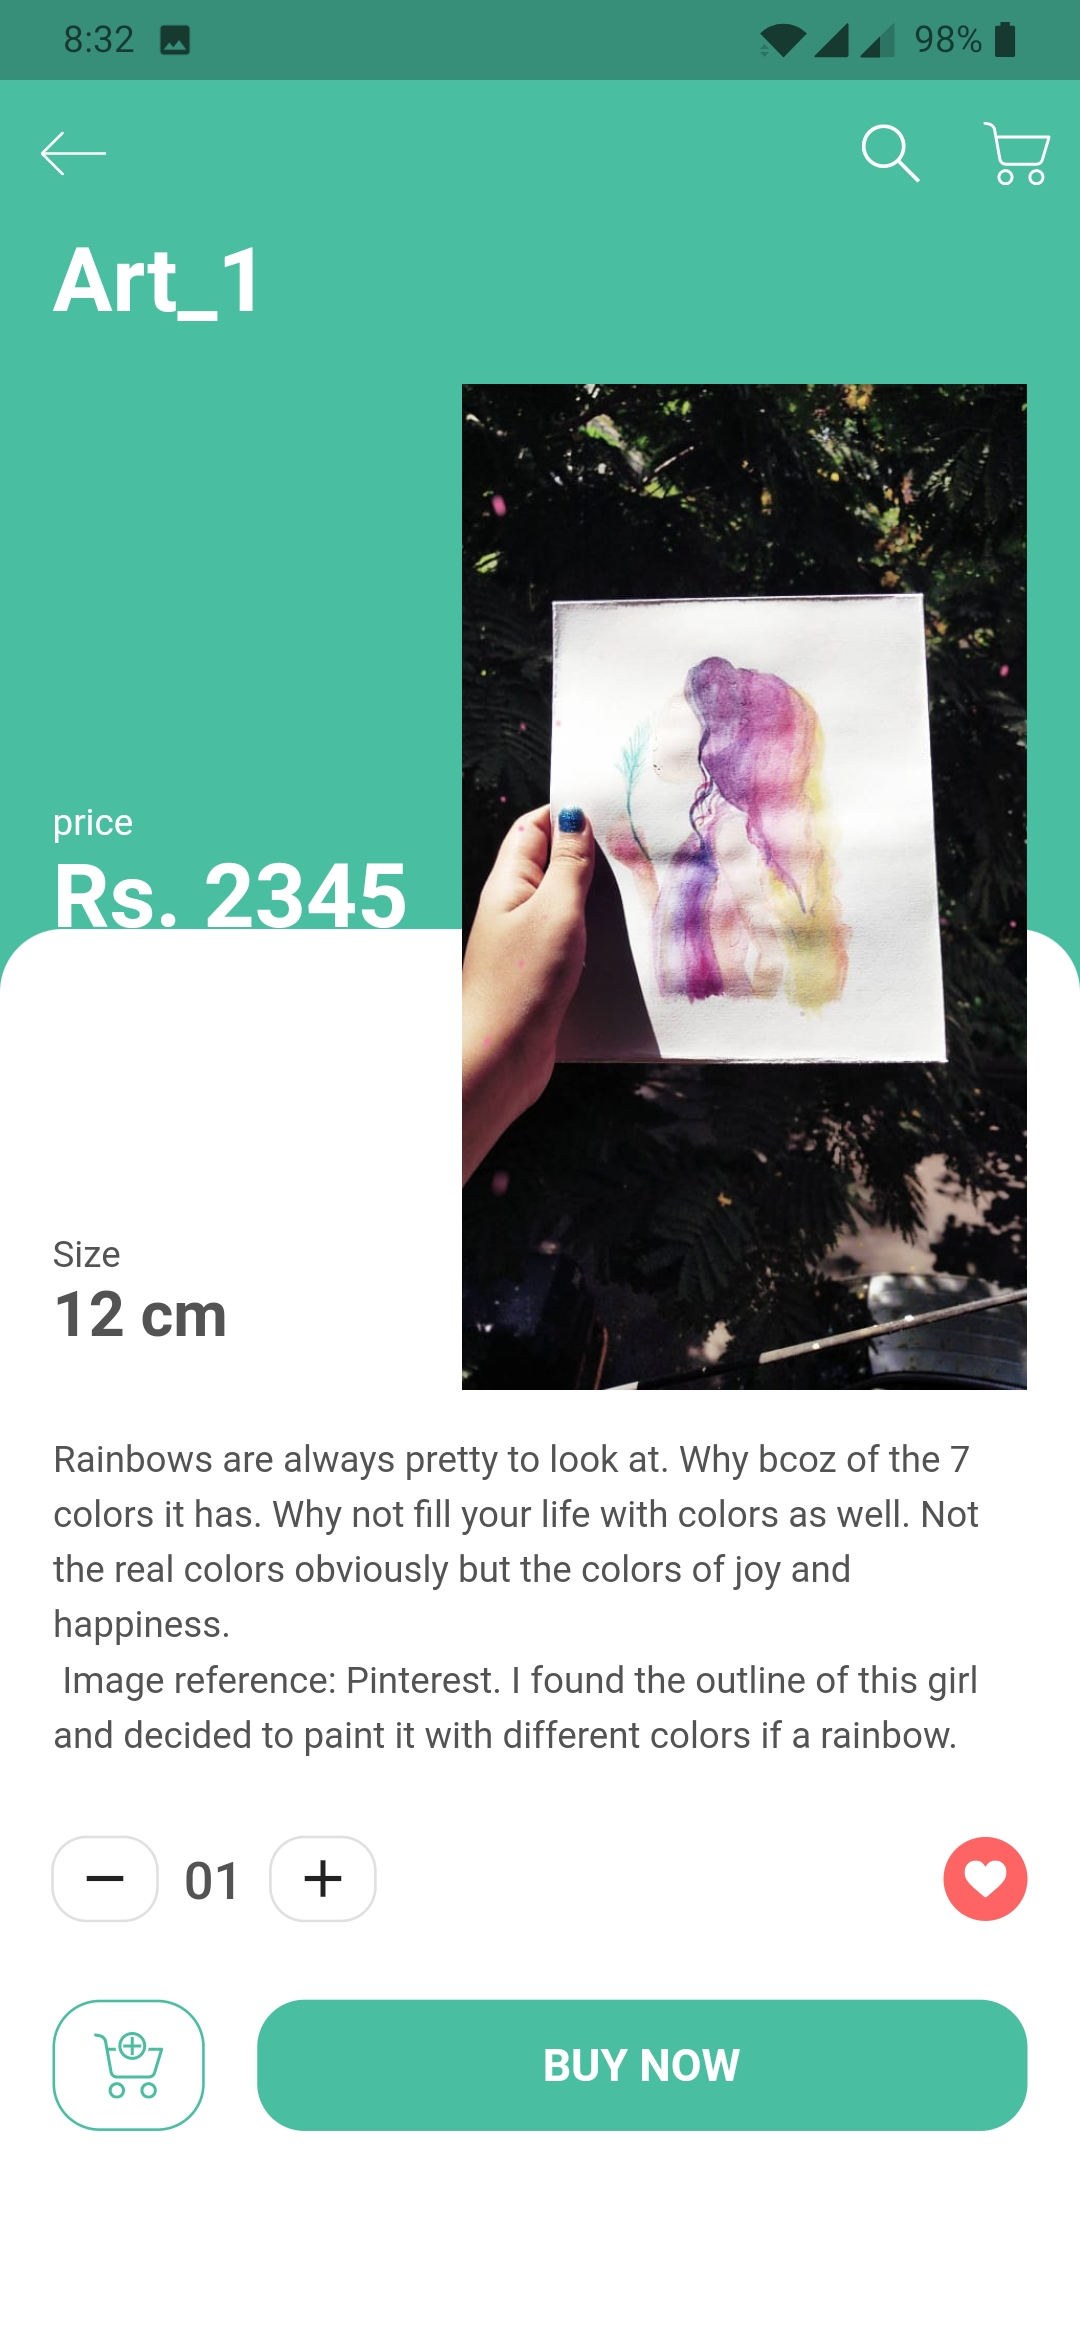 8:32 98%
Art_1
price
Rs. 2345
Size
12 cm
Rainbows are always pretty to look at. Why bcoz of the 7
colors it has. Why not fill your life with colors as well. Not
the real colors obviously but the colors of joy and
happiness.
Image reference: Pinterest. I found the outline of this girl
and decided to paint it with different colors if a rainbow.
01
BUY NOW